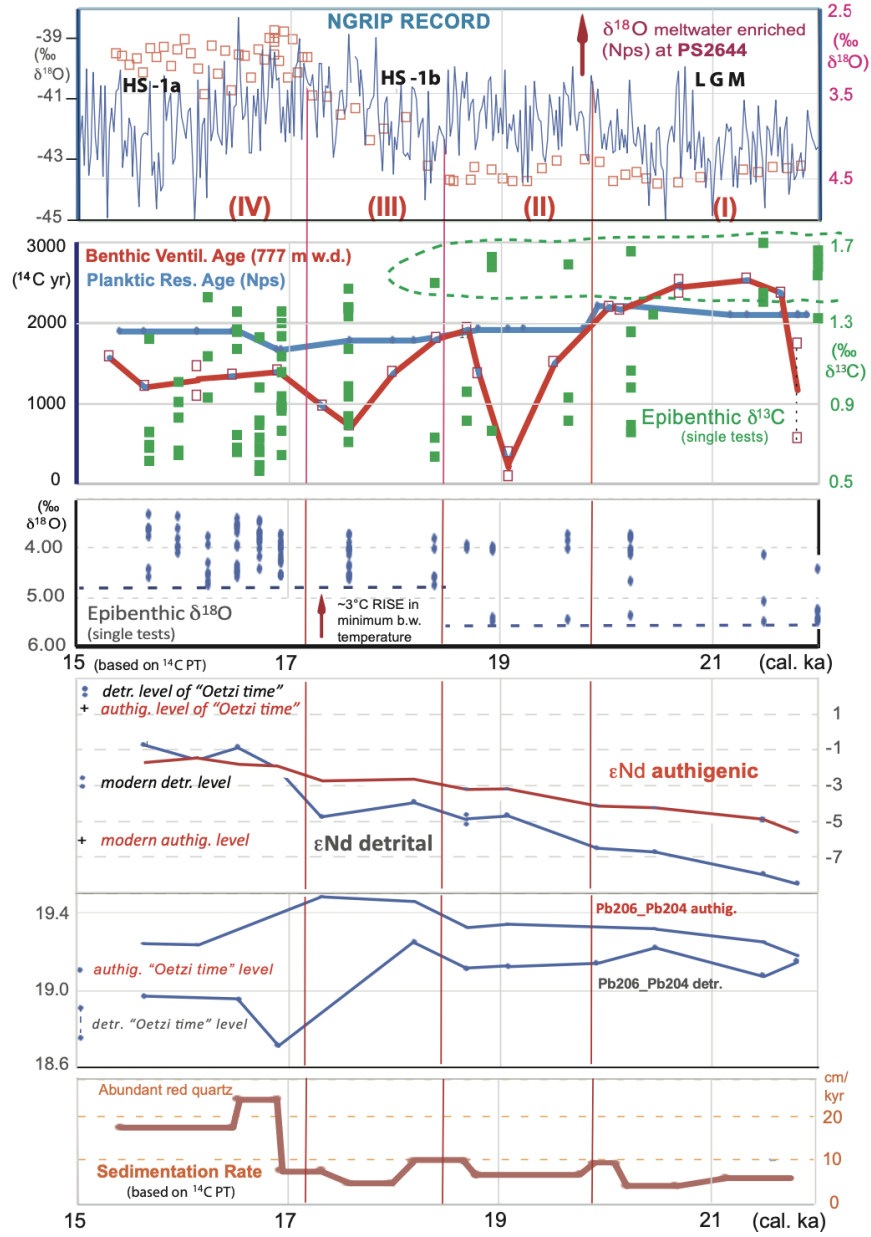 NGRIP RECORD
-39
(‰
δ¹⁸O)
-41
-43
-45
2.5
(‰
δ¹⁸O)
3.5
4.5
δ¹⁸O meltwater enriched
(Nps) at PS2644
HS -1a
HS -1b
L G M
(IV)
(III)
(II)
(I)
3000
(¹⁴C yr)
2000
1000
0
Benthic Ventil. Age (777 m w.d.)
Planktic Res. Age (Nps)
1.7
1.3
(‰
δ¹³C)
0.9
0.5
Epibenthic δ¹³C
(single tests)
(‰
δ¹⁸O)
4.00
5.00
6.00
Epibenthic δ¹⁸O
(single tests)
~3°C RISE in
minimum b.w.
temperature
15
(based on ¹⁴C PT)
17
19
21
(cal. ka)
detr. level of “Oetzi time”
+ authig. level of “Oetzi time”
modern detr. level
+ modern authig. level
εNd authigenic
εNd detrital
1
-1
-3
-5
-7
19.4
19.0
18.6
Pb206_Pb204 authig.
authig. “Oetzi time” level
Pb206_Pb204 detr.
detr. “Oetzi time” level
Abundant red quartz
cm/
kyr
20
10
0
Sedimentation Rate
(based on ¹⁴C PT)
15
17
19
21
(cal. ka)